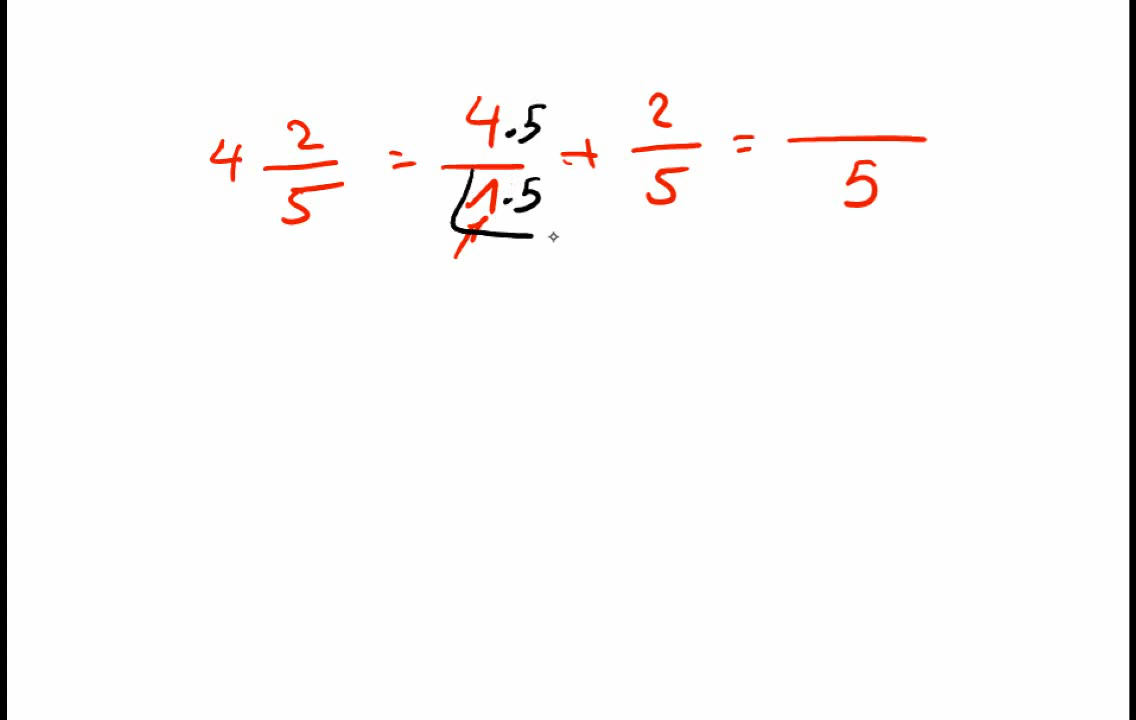 4 2/5 = 4·5/1·5 + 2/5 = /5